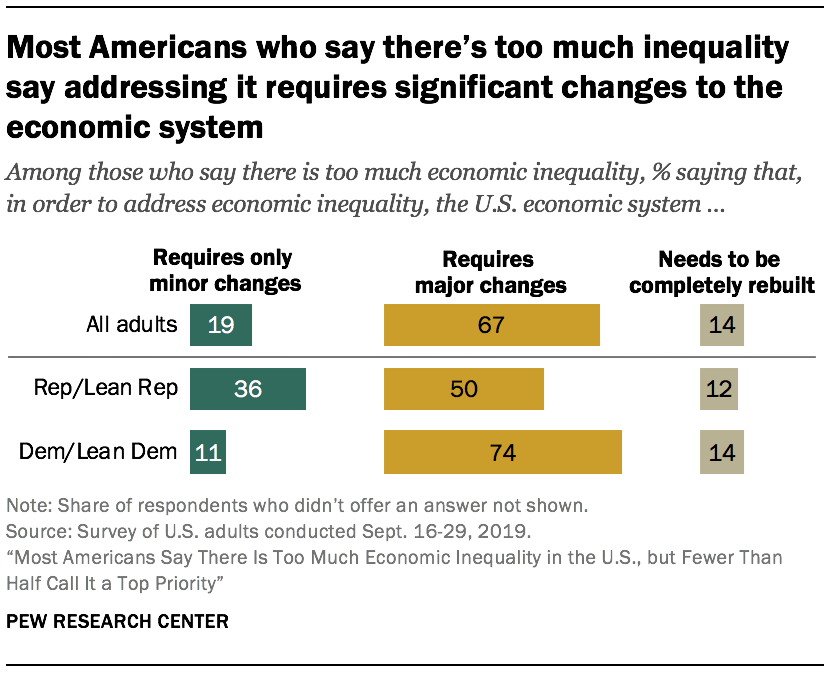 Most Americans who say there’s too much inequality
say addressing it requires significant changes to the
economic system
Among those who say there is too much economic inequality, % saying that,
in order to address economic inequality, the U.S. economic system ...
Requires only
minor changes
Requires
major changes
Needs to be
completely rebuilt
All adults 19 67 14
Rep/Lean Rep 36 50 12
Dem/Lean Dem 11 74 14
Note: Share of respondents who didn’t offer an answer not shown.
Source: Survey of U.S. adults conducted Sept. 16-29, 2019.
“Most Americans Say There Is Too Much Economic Inequality in the U.S., but Fewer Than
Half Call It a Top Priority”
PEW RESEARCH CENTER